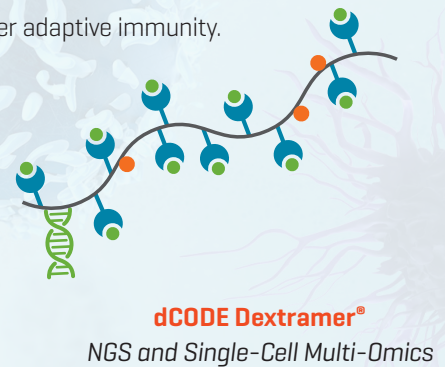 er adaptive immunity.
dCODE Dextramer®
NGS and Single-Cell Multi-Omics